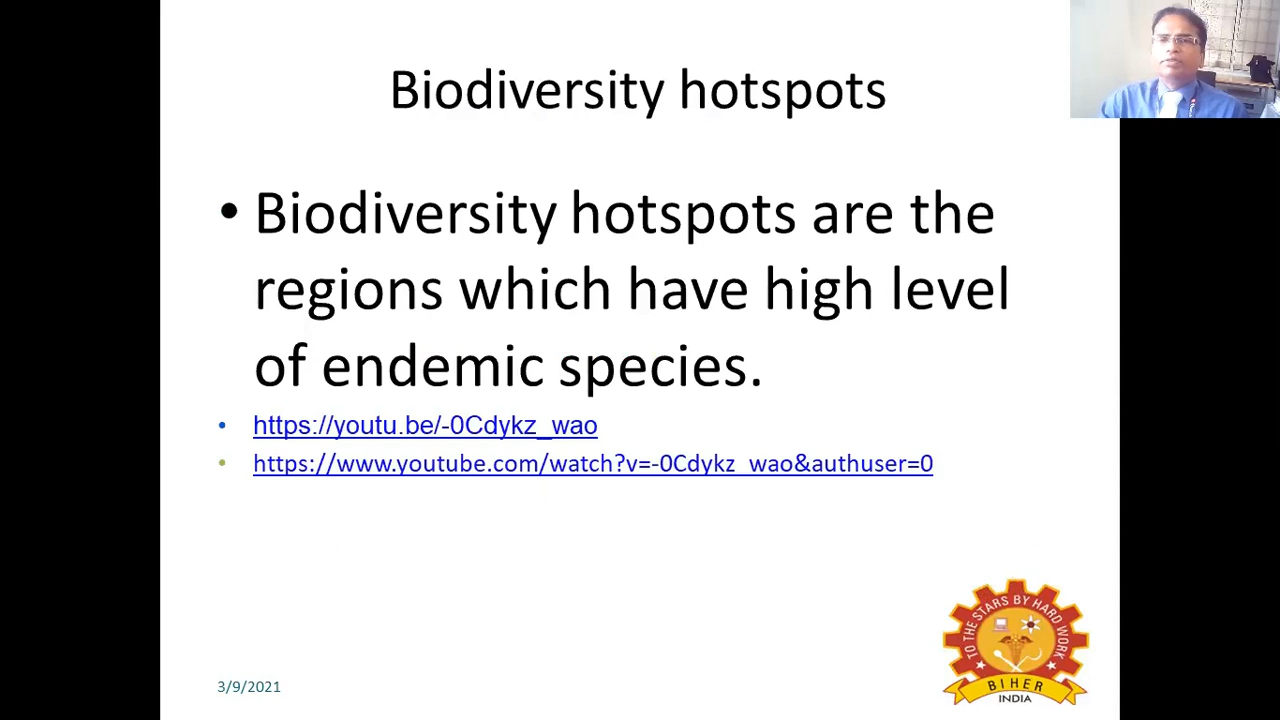 Biodiversity hotspots
• Biodiversity hotspots are the
regions which have high level
of endemic species.
• https://youtu.be/-0Cdykz_wao
• https://www.youtube.com/watch?v=-0Cdykz_wao&authuser=0
TO THE STARS BY HARD WORK
BIHER
INDIA
3/9/2021